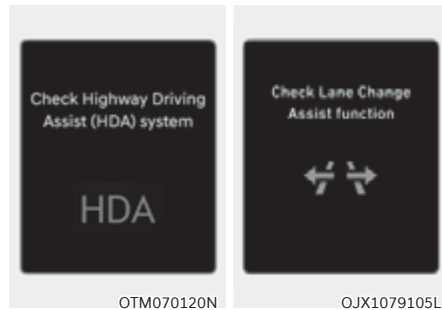 Check Highway Driving
Assist (HDA) system
HDA
OTM070120N
Check Lane Change
Assist function
OJX1079105L